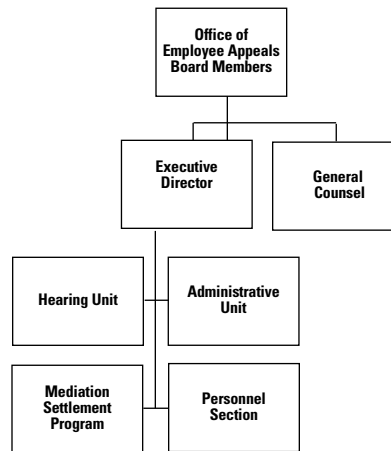 Office of
Employee Appeals
Board Members
Executive
Director
General
Counsel
Hearing Unit
Administrative
Unit
Mediation
Settlement
Program
Personnel
Section